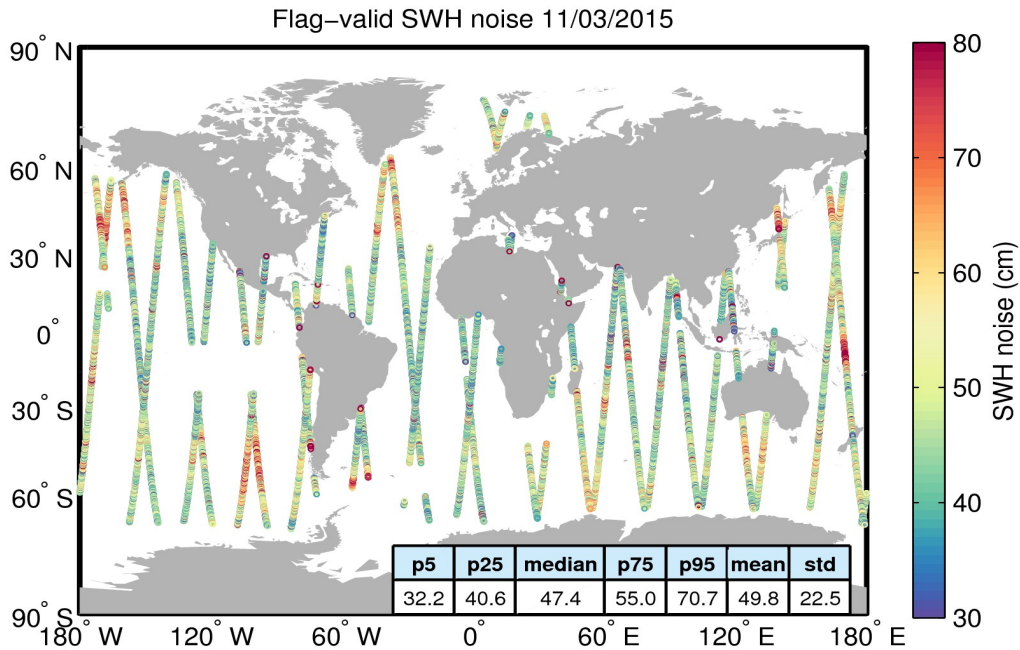 Flag−valid SWH noise 11/03/2015
90° N
60° N
30° N
0°
30° S
60° S
90° S
180° W
120° W
60° W
0°
60° E
120° E
180° E
p5 p25 median p75 p95 mean std
32.2 40.6 47.4 55.0 70.7 49.8 22.5
80
70
60
50
40
30
SWH noise (cm)